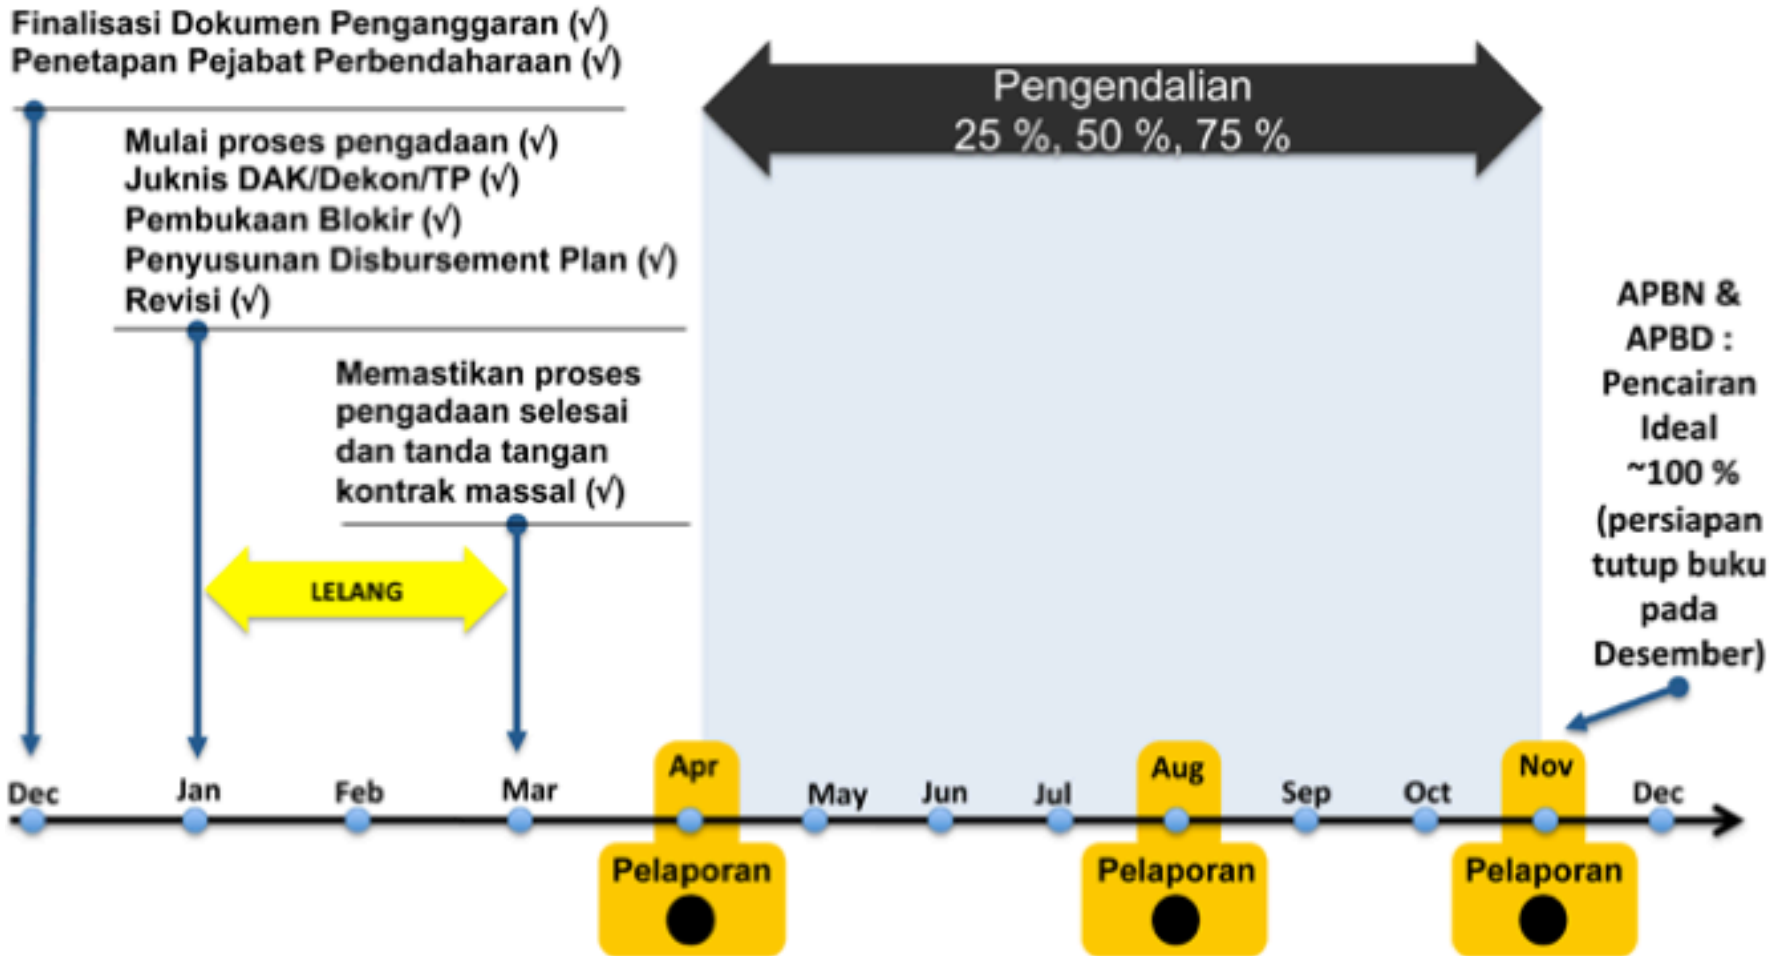 Finalisasi Dokumen Penganggaran (√)
Penetapan Pejabat Perbendaharaan (√)
Mulai proses pengadaan (√)
Juknis DAK/Dekon/TP (√)
Pembukaan Blokir (√)
Penyusunan Disbursement Plan (√)
Revisi (√)
Memastikan proses
pengadaan selesai
dan tanda tangan
kontrak massal (√)
LELANG
Pengendalian
25 %, 50 %, 75 %
APBN &
APBD :
Pencairan
Ideal
~100 %
(persiapan
tutup buku
pada
Desember)
Dec
Jan
Feb
Mar
Apr
May
Jun
Jul
Aug
Sep
Oct
Nov
Dec
Pelaporan
Pelaporan
Pelaporan